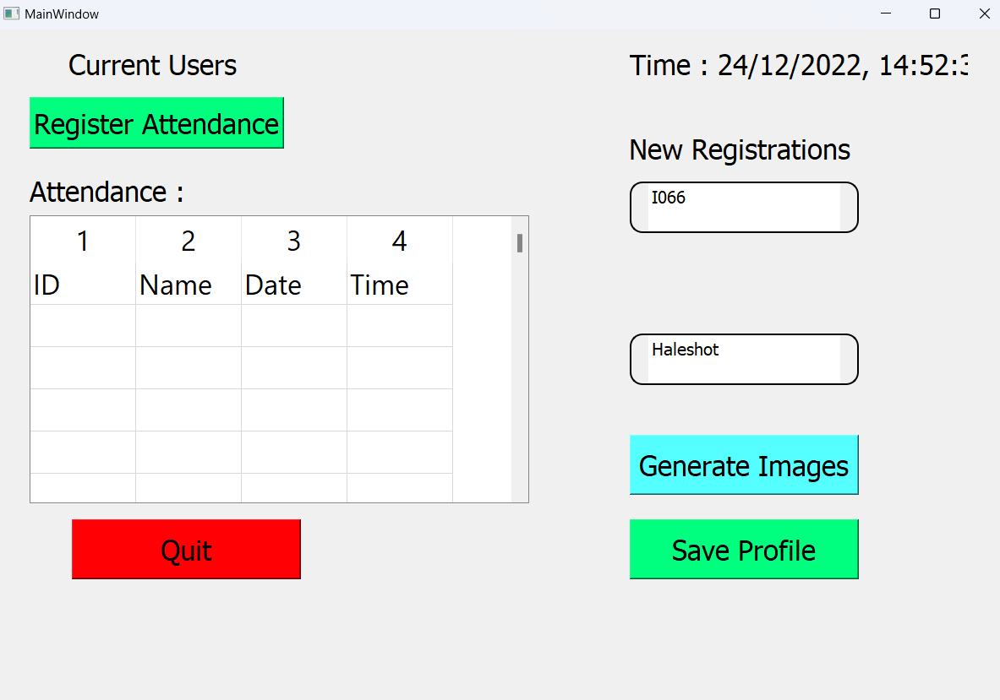 MainWindow
Current Users
Time : 24/12/2022, 14:52:3
Register Attendance
New Registrations
Attendance :
I066
1 2 3 4
ID Name Date Time
Haleshot
Generate Images
Quit
Save Profile